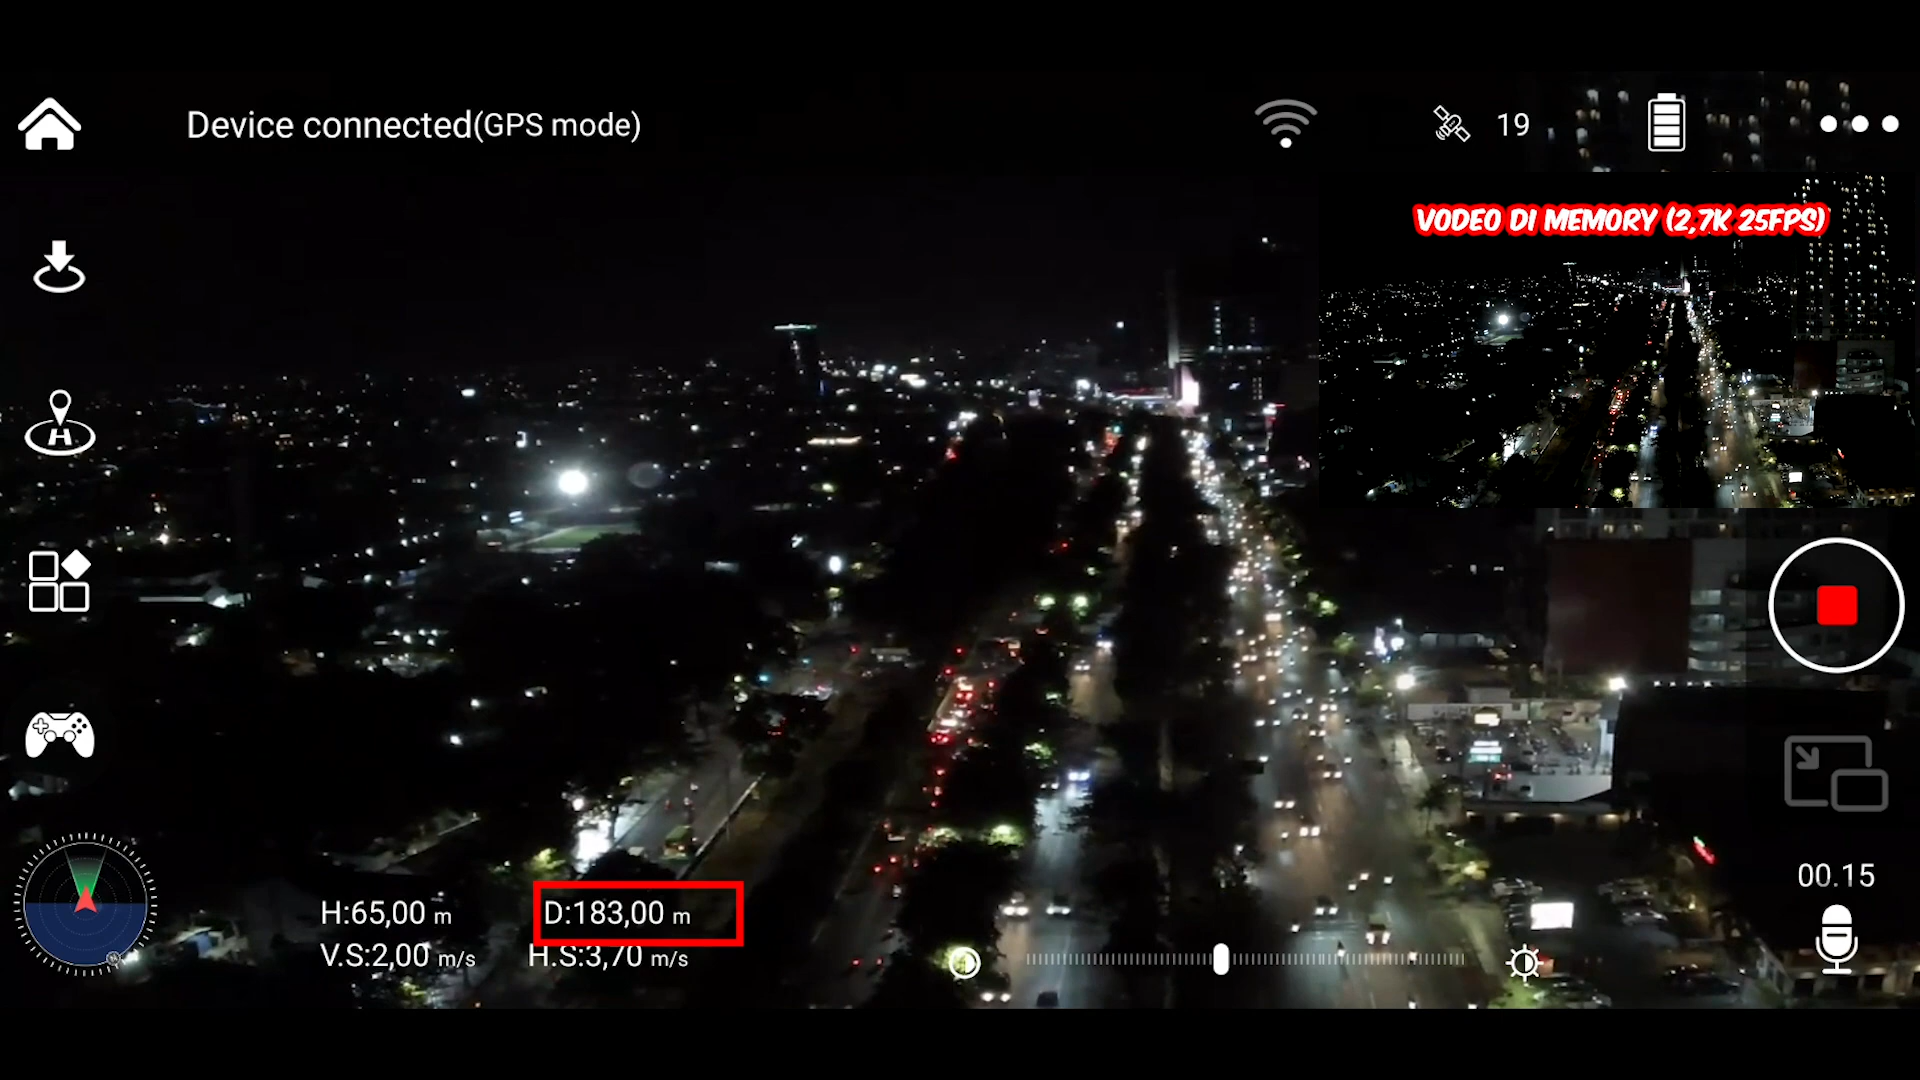 Device connected(GPS mode)
19
VODEO DI MEMORY (2,7K 25FPS)
00.15
H:65,00 m
D:183,00 m
V.S:2,00 m/s
H.S:3,70 m/s